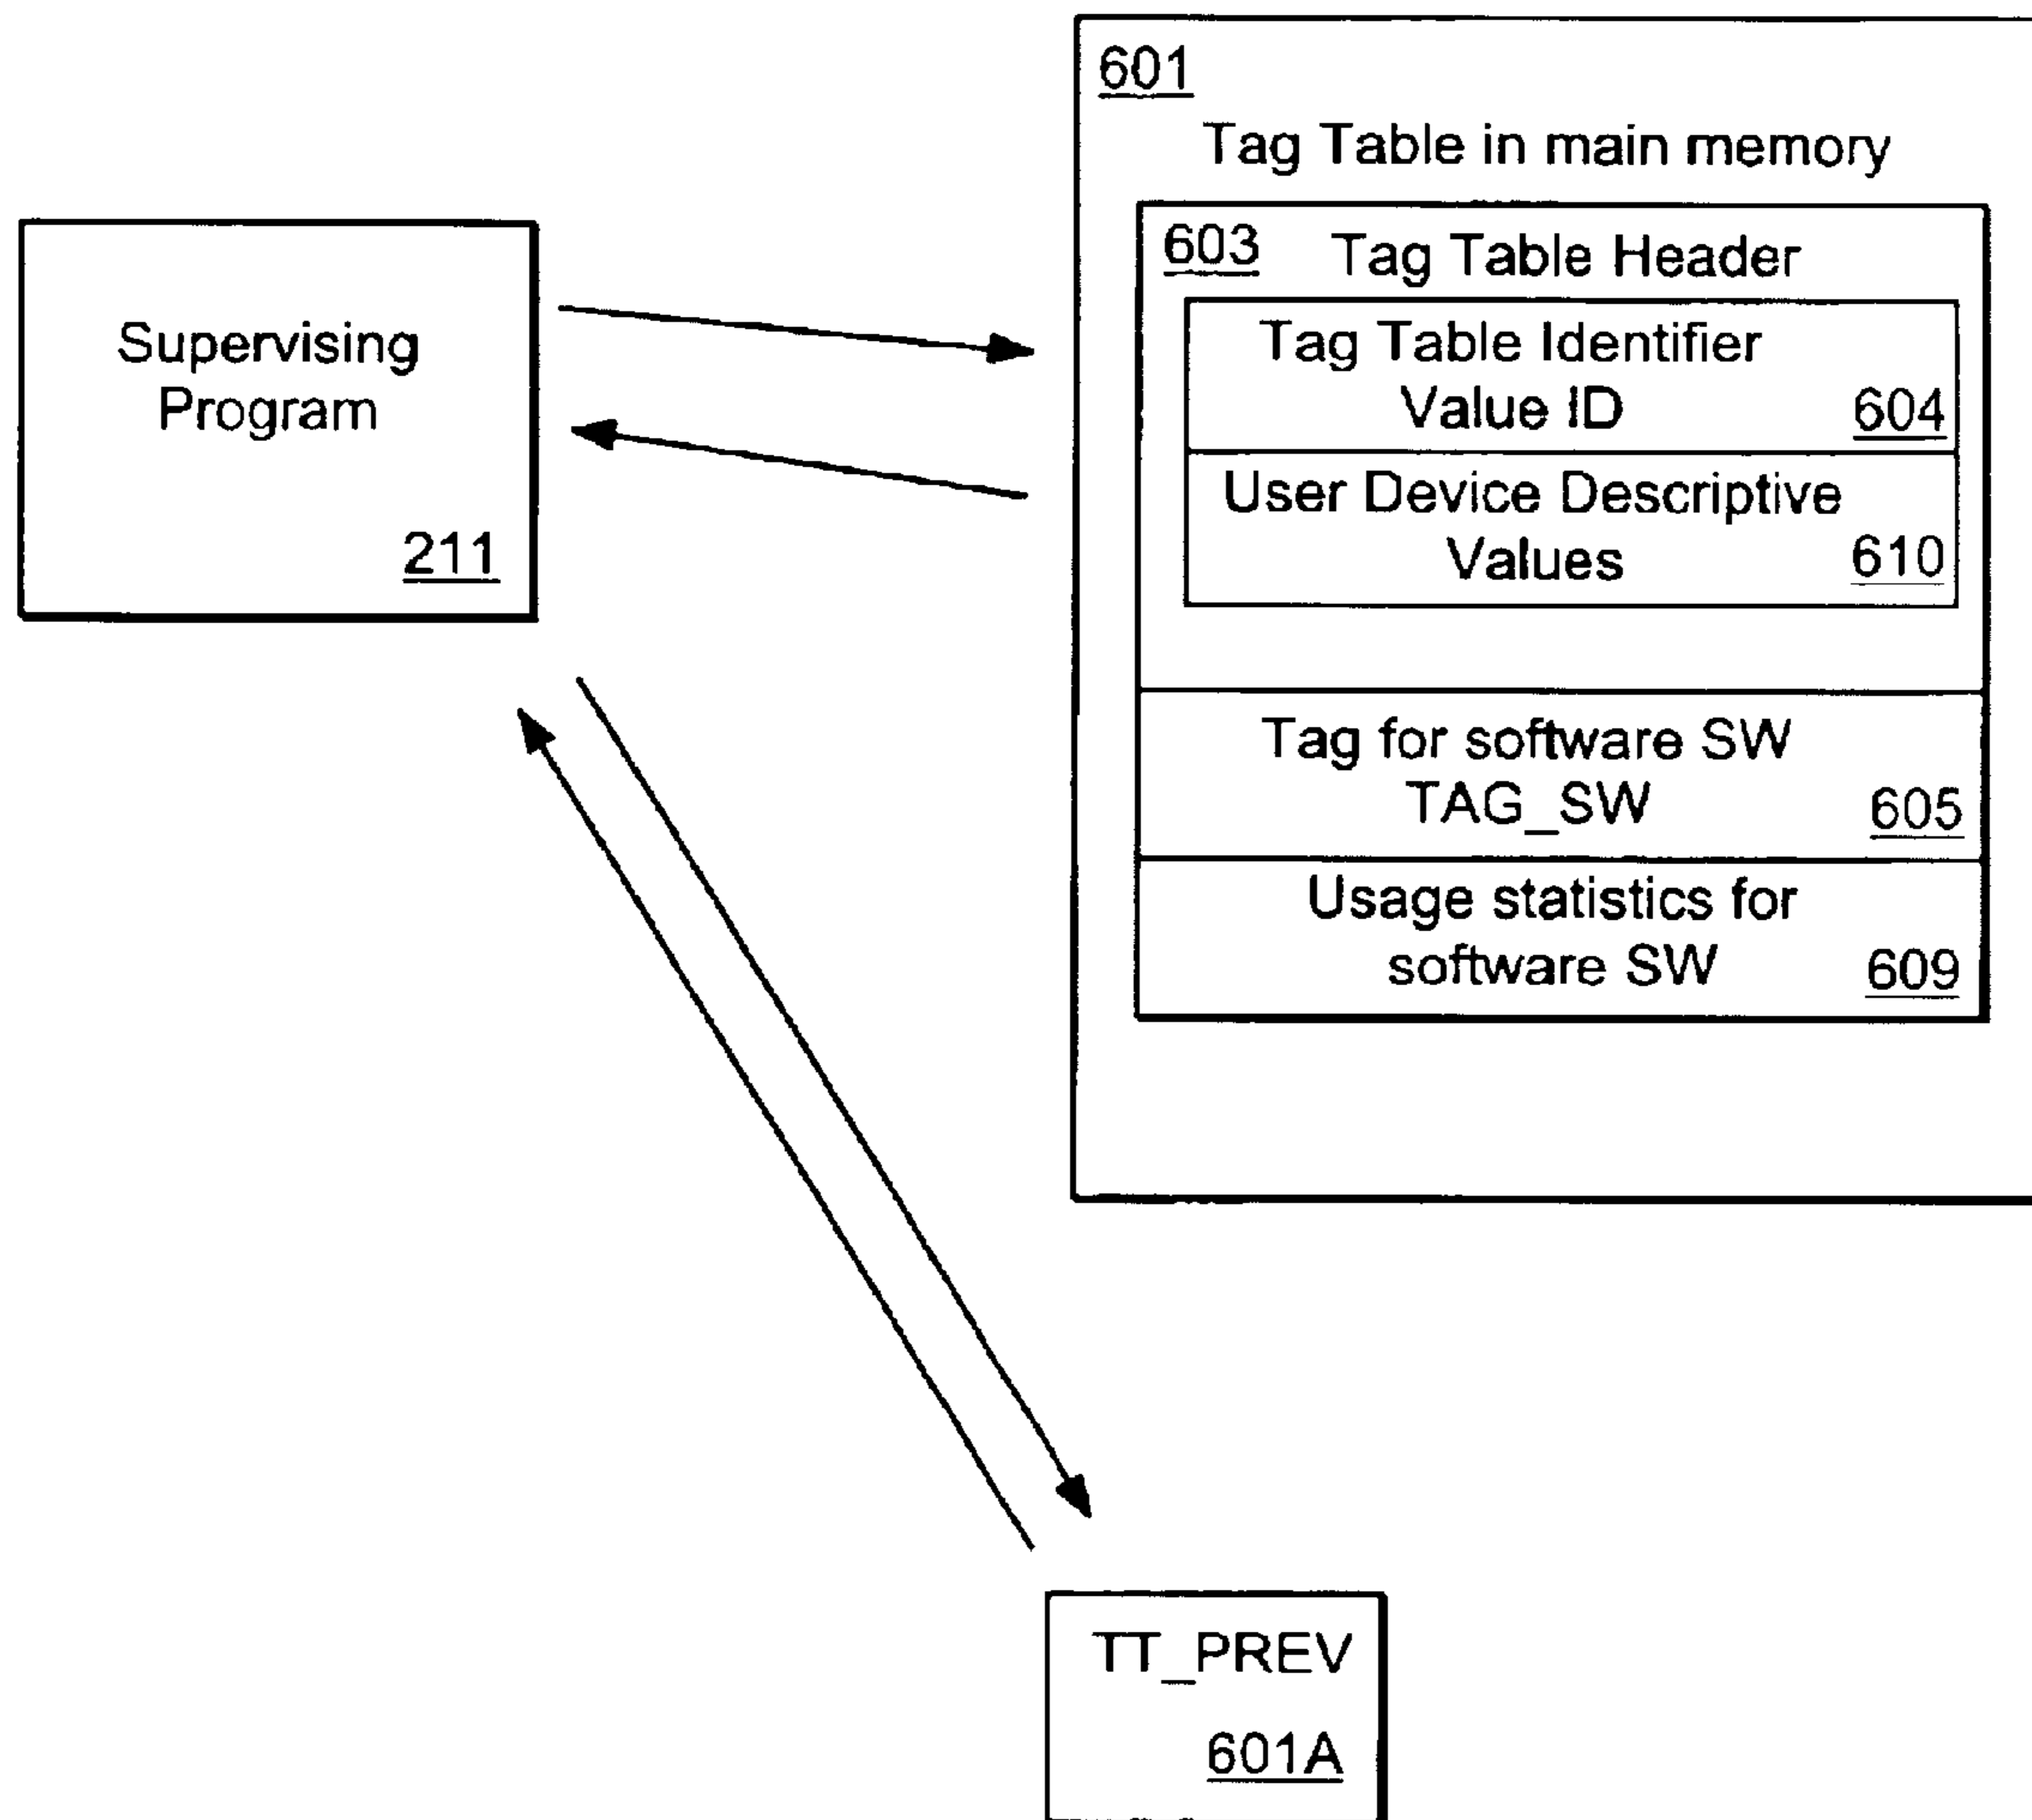 601
Tag Table in main memory
603 Tag Table Header
Tag Table Identifier
Value ID 604
User Device Descriptive
Values 610
Tag for software SW
TAG_SW 605
Usage statistics for
software SW 609
Supervising
Program
211
TT_PREV
601A